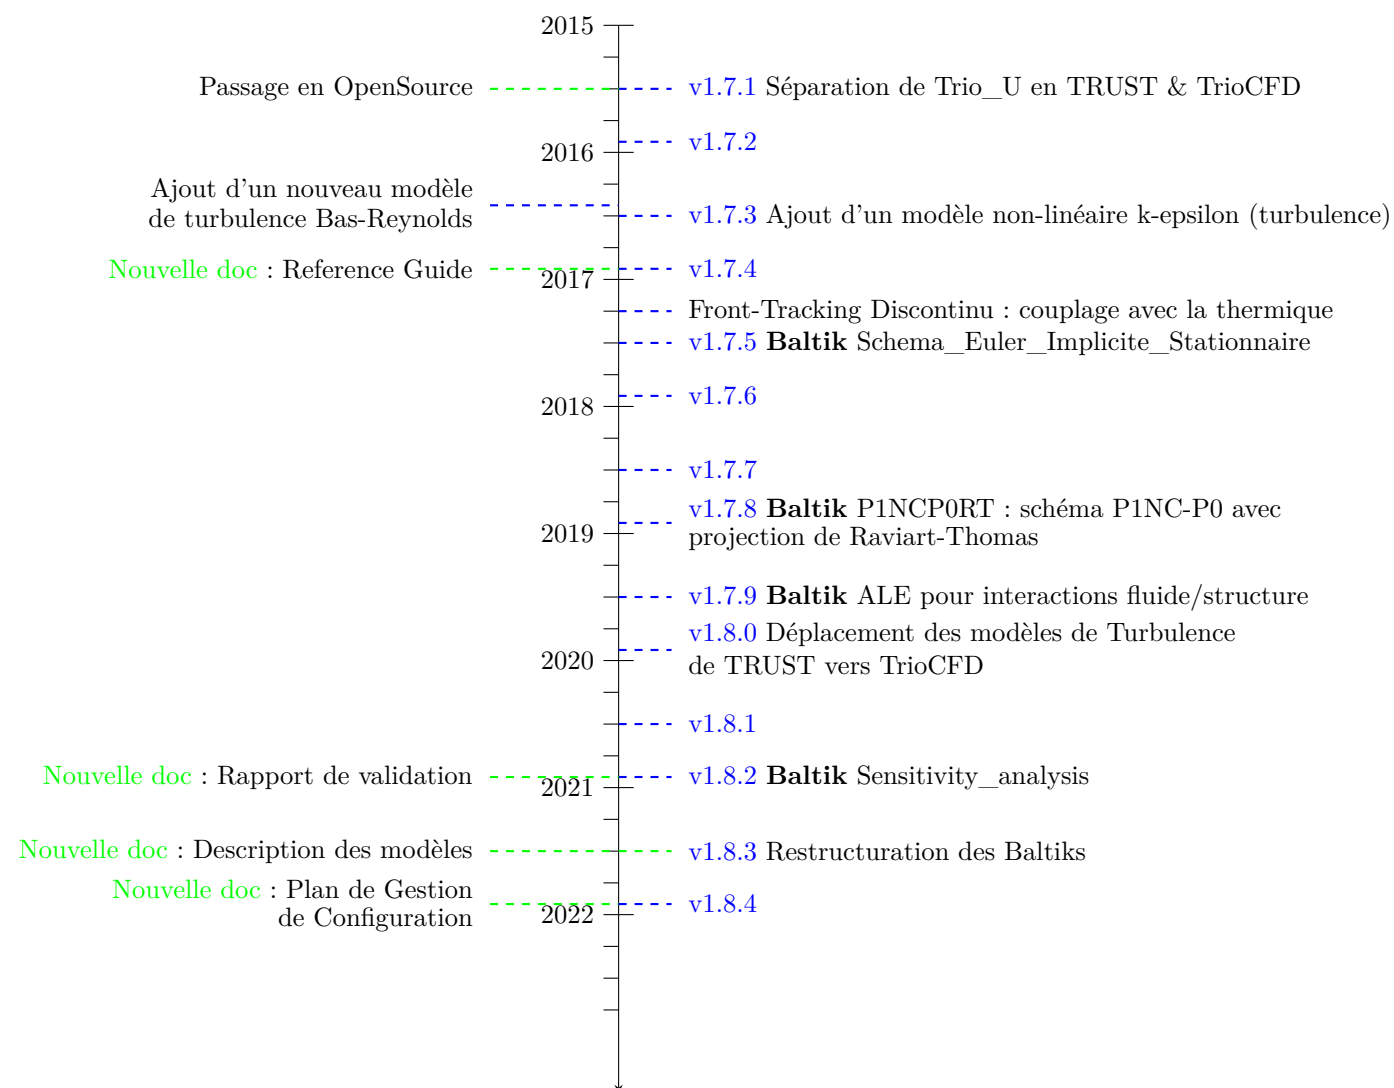 2015
Passage en OpenSource
v1.7.1 Séparation de Trio_U en TRUST & TrioCFD
v1.7.2
2016
Ajout d'un nouveau modèle
de turbulence Bas-Reynolds
v1.7.3 Ajout d'un modèle non-linéaire k-epsilon (turbulence)
Nouvelle doc : Reference Guide
v1.7.4
2017
Front-Tracking Discontinu : couplage avec la thermique
v1.7.5 Baltik Schema_Euler_Implicite_Stationnaire
v1.7.6
2018
v1.7.7
v1.7.8 Baltik P1NCP0RT : schéma P1NC-P0 avec
projection de Raviart-Thomas
2019
v1.7.9 Baltik ALE pour interactions fluide/structure
v1.8.0 Déplacement des modèles de Turbulence
de TRUST vers TrioCFD
2020
v1.8.1
Nouvelle doc : Rapport de validation
v1.8.2 Baltik Sensitivity_analysis
2021
Nouvelle doc : Description des modèles
v1.8.3 Restructuration des Baltiks
Nouvelle doc : Plan de Gestion
de Configuration
v1.8.4
2022